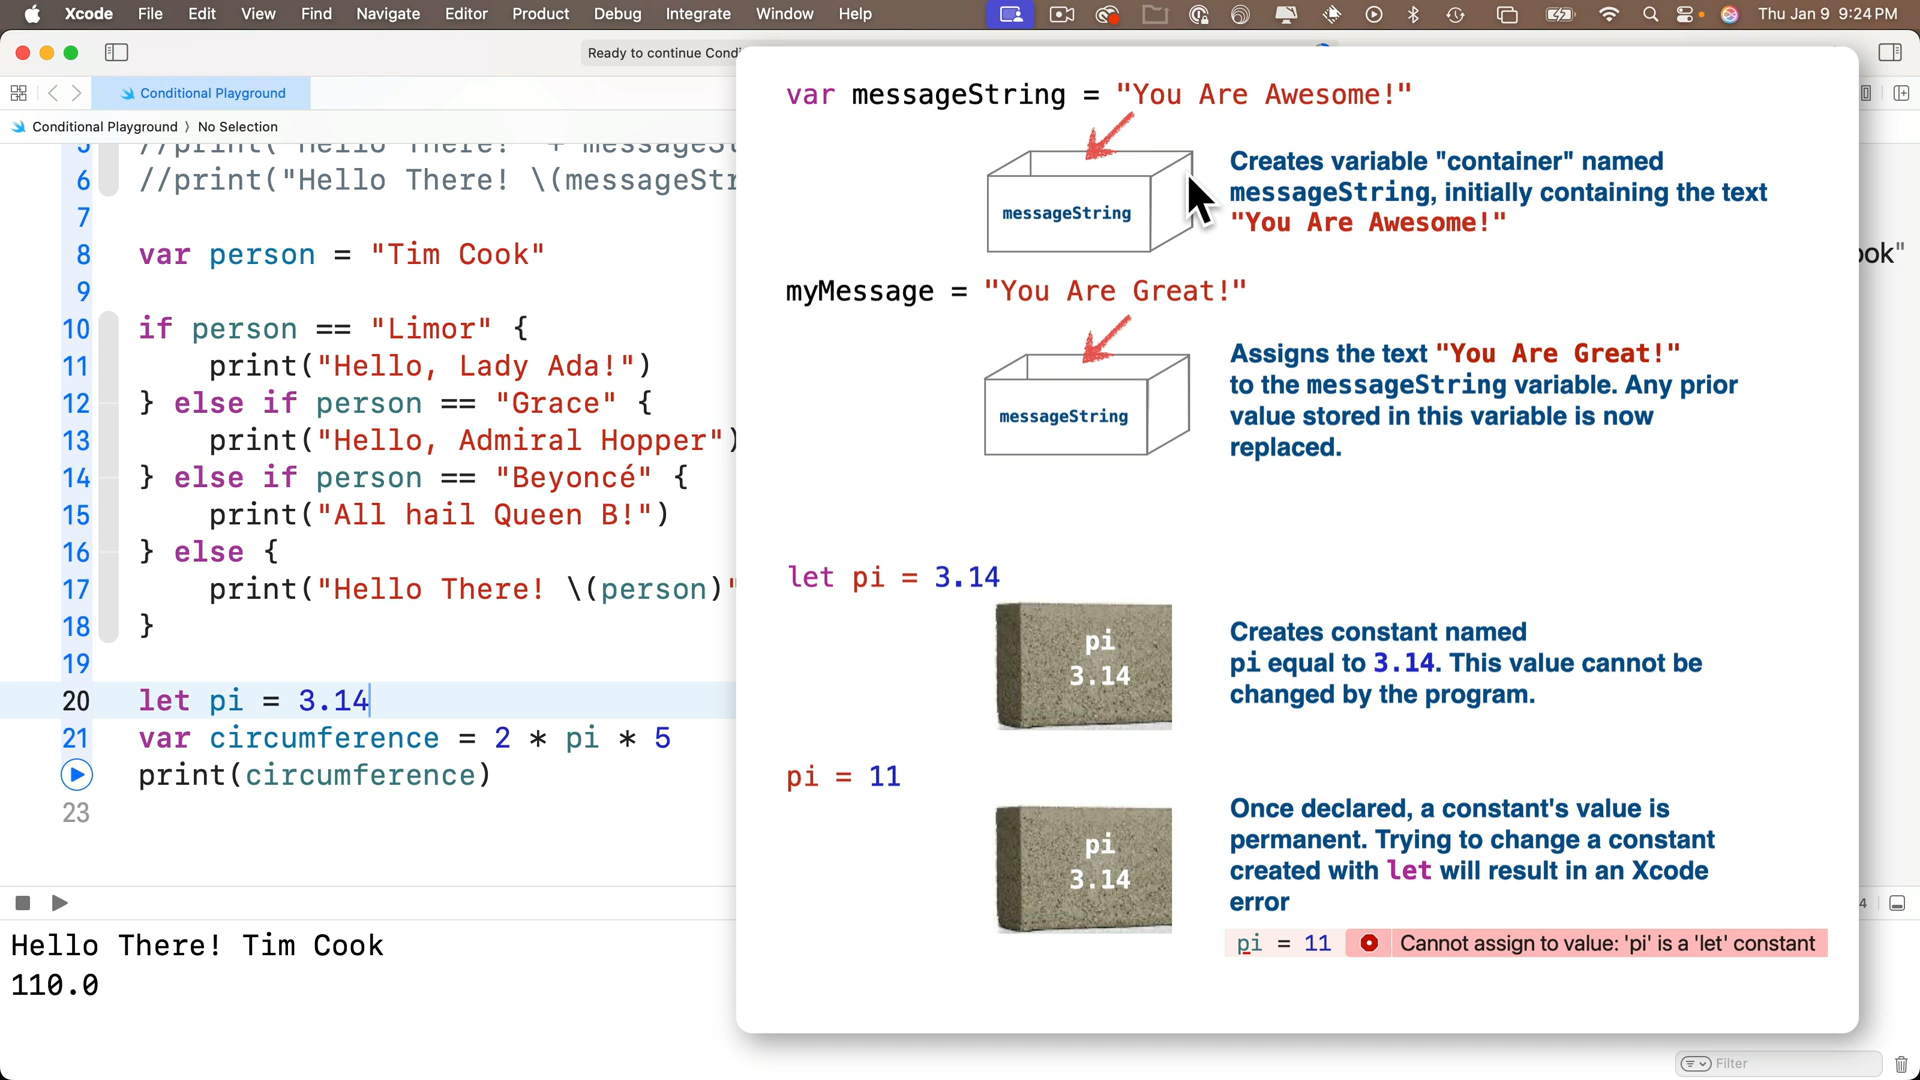 Xcode File Edit View Find Navigate Editor Product Debug Integrate Window Help Thu Jan 9 9:24 PM
Ready to continue Condi
Conditional Playground
Conditional Playground 〉 No Selection
5 //print("Hello There! " + messageSt
6 //print("Hello There! \(messageStr
7
8 var person = "Tim Cook"
9
10 if person == "Limor" {
11 print("Hello, Lady Ada!")
12 } else if person == "Grace" {
13 print("Hello, Admiral Hopper")
14 } else if person == "Beyoncé" {
15 print("All hail Queen B!")
16 } else {
17 print("Hello There! \(person)"
18 }
19
20 let pi = 3.14
21 var circumference = 2 * pi * 5
print(circumference)
23
Hello There! Tim Cook
110.0
var messageString = "You Are Awesome!"
messageString
Creates variable "container" named
messageString, initially containing the text
"You Are Awesome!"
myMessage = "You Are Great!"
messageString
Assigns the text "You Are Great!"
to the messageString variable. Any prior
value stored in this variable is now
replaced.
let pi = 3.14
pi
3.14
Creates constant named
pi equal to 3.14. This value cannot be
changed by the program.
pi = 11
pi
3.14
Once declared, a constant's value is
permanent. Trying to change a constant
created with let will result in an Xcode
error
pi = 11 Cannot assign to value: 'pi' is a 'let' constant
ook"
4
Filter